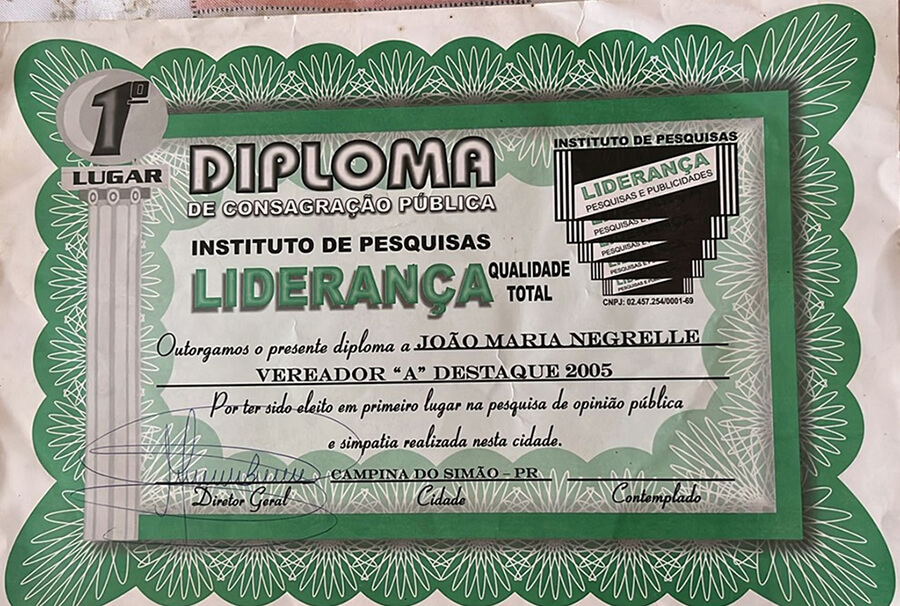 1º
LUGAR
DIPLOMA
DE CONSAGRAÇÃO PÚBLICA
INSTITUTO DE PESQUISAS
LIDERANÇA
QUALIDADE
TOTAL
INSTITUTO DE PESQUISAS
LIDERANÇA
PESQUISAS E PUBLICIDADES
CNPJ: 02.457.254/0001-69
Outorgamos o presente diploma a JOÃO MARIA NEGRELLE
VEREADOR "A" DESTAQUE 2005
Por ter sido eleito em primeiro lugar na pesquisa de opinião pública
e simpatia realizada nesta cidade.
CAMPINA DO SIMÃO - PR
Diretor Geral Cidade Contemplado